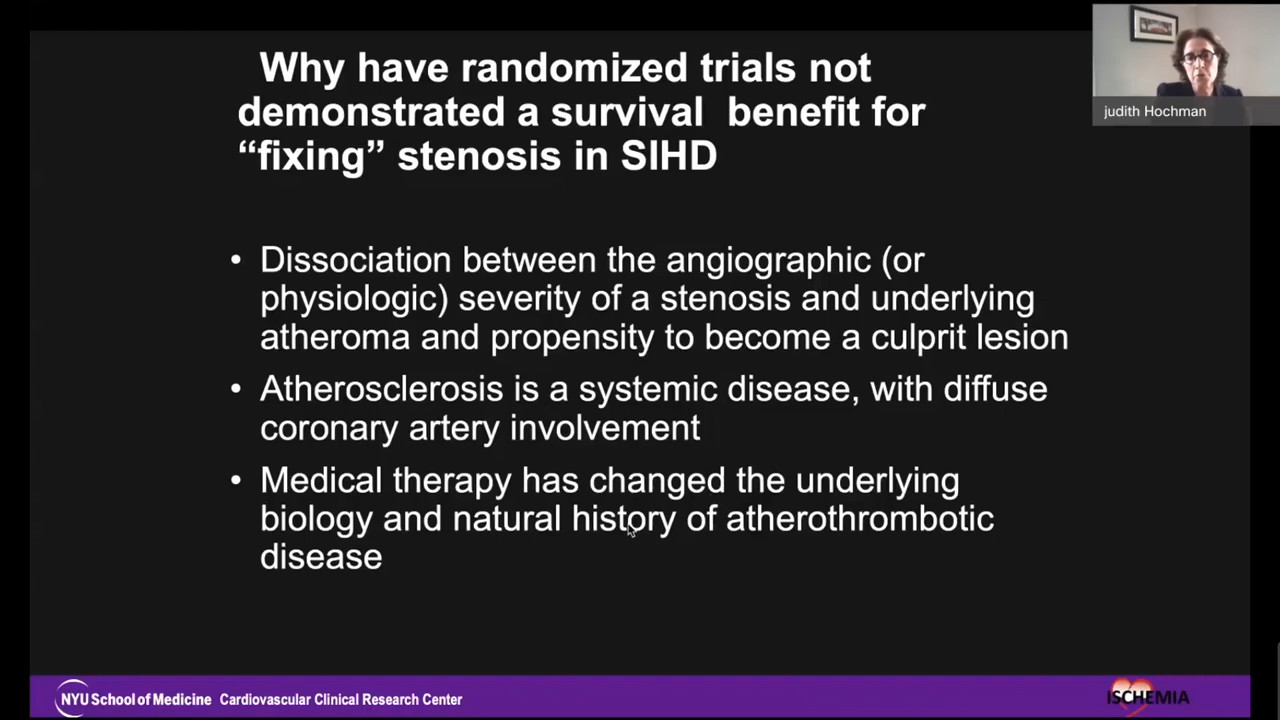 Why have randomized trials not
demonstrated a survival benefit for
“fixing” stenosis in SIHD
• Dissociation between the angiographic (or
physiologic) severity of a stenosis and underlying
atheroma and propensity to become a culprit lesion
• Atherosclerosis is a systemic disease, with diffuse
coronary artery involvement
• Medical therapy has changed the underlying
biology and natural history of atherothrombotic
disease
judith Hochman
NYU School of Medicine Cardiovascular Clinical Research Center
ISCHEMIA